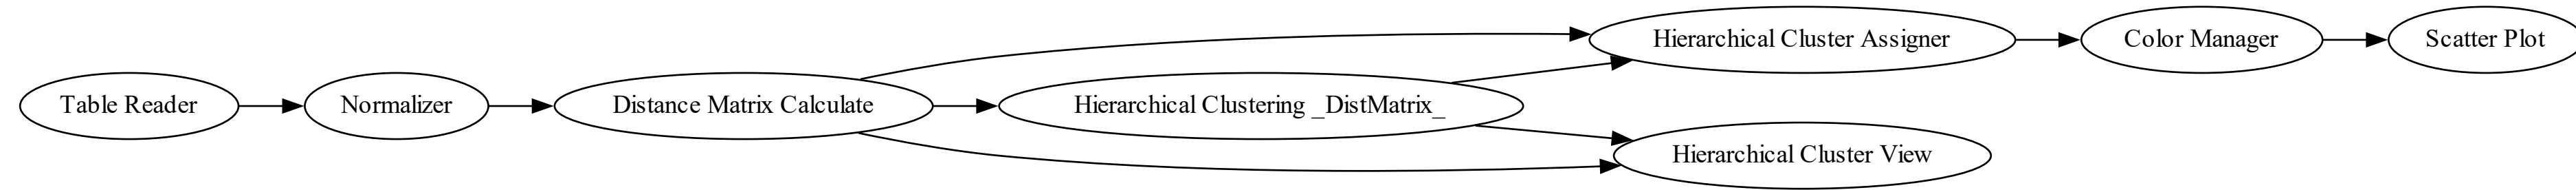 Table Reader
Normalizer
Distance Matrix Calculate
Hierarchical Clustering _DistMatrix_
Hierarchical Cluster Assigner
Hierarchical Cluster View
Color Manager
Scatter Plot